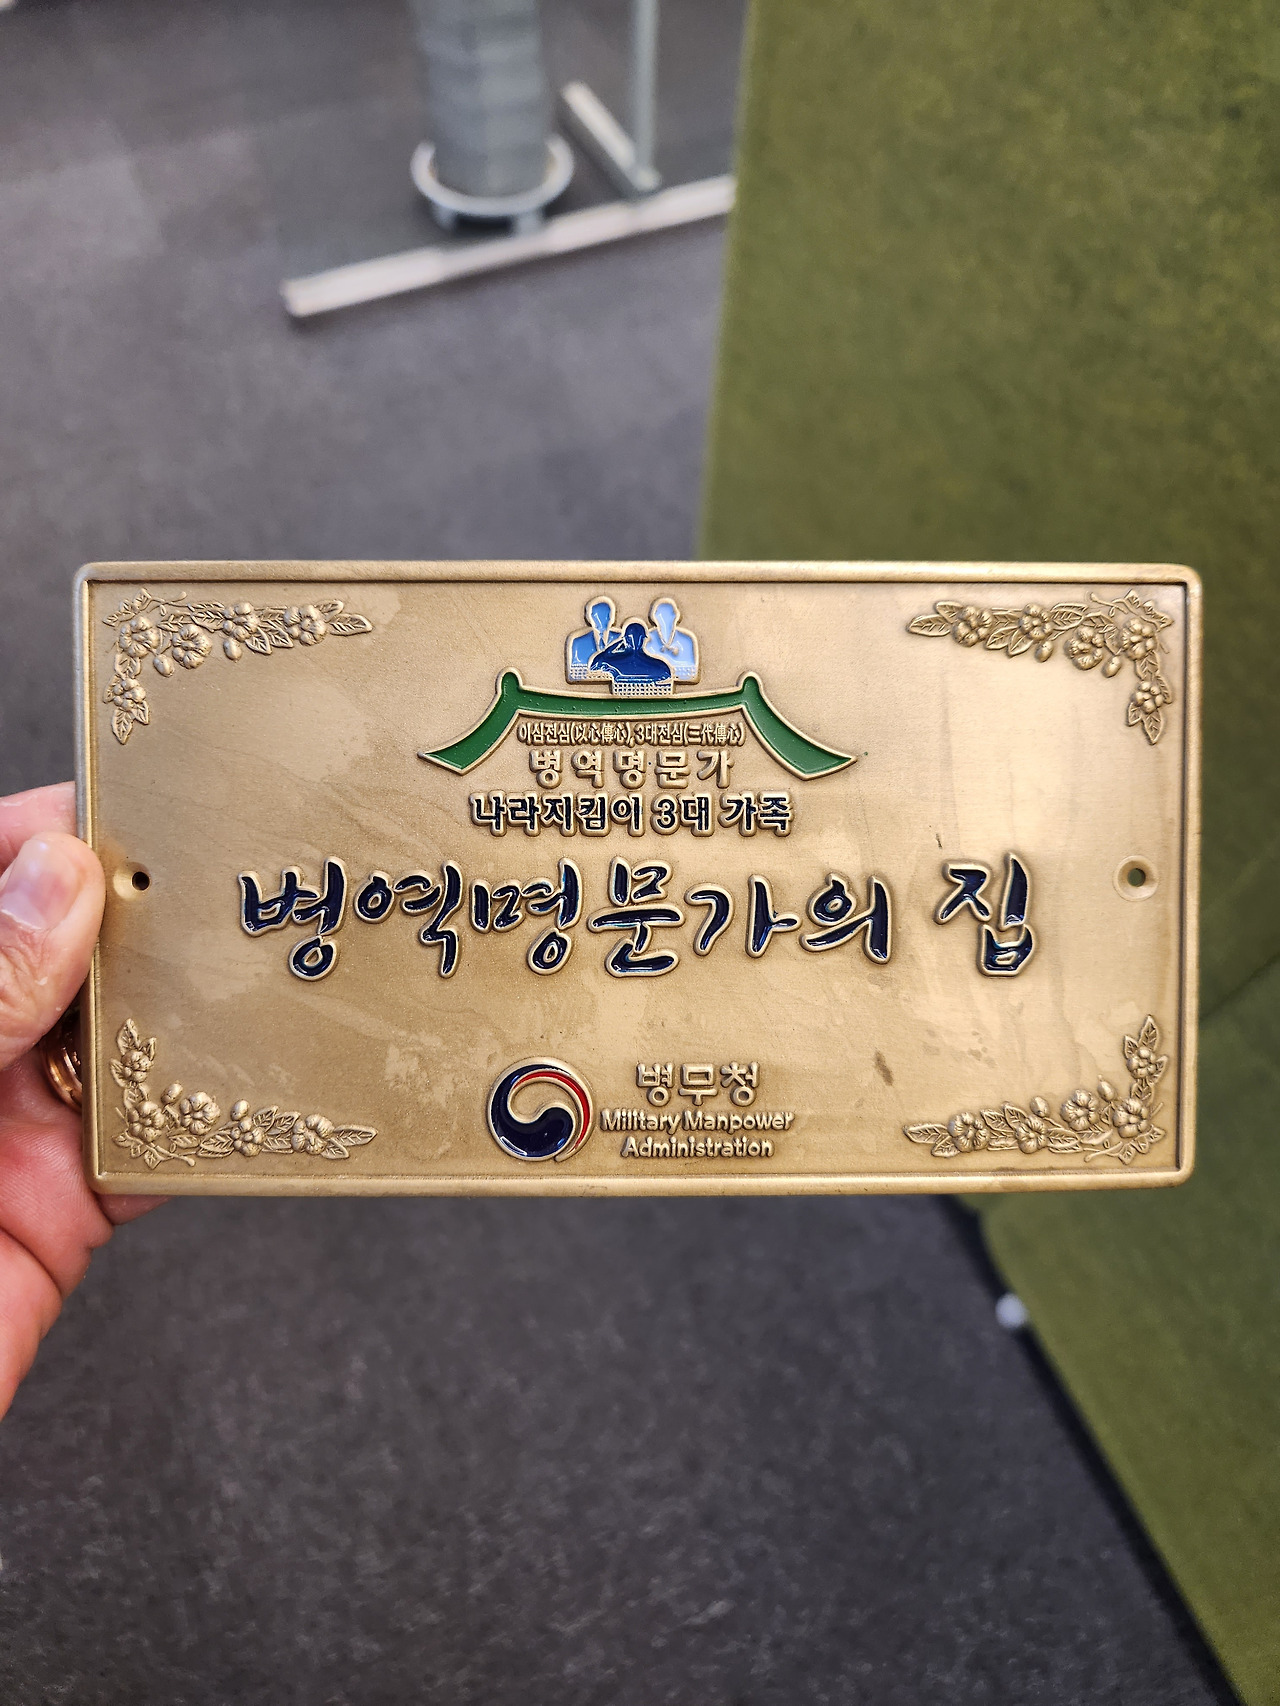 이심전심(以心傳心), 3대전심(三代傳心)
병역명문가
나라지킴이 3대 가족
병역명문가의 집
병무청
Military Manpower
Administration